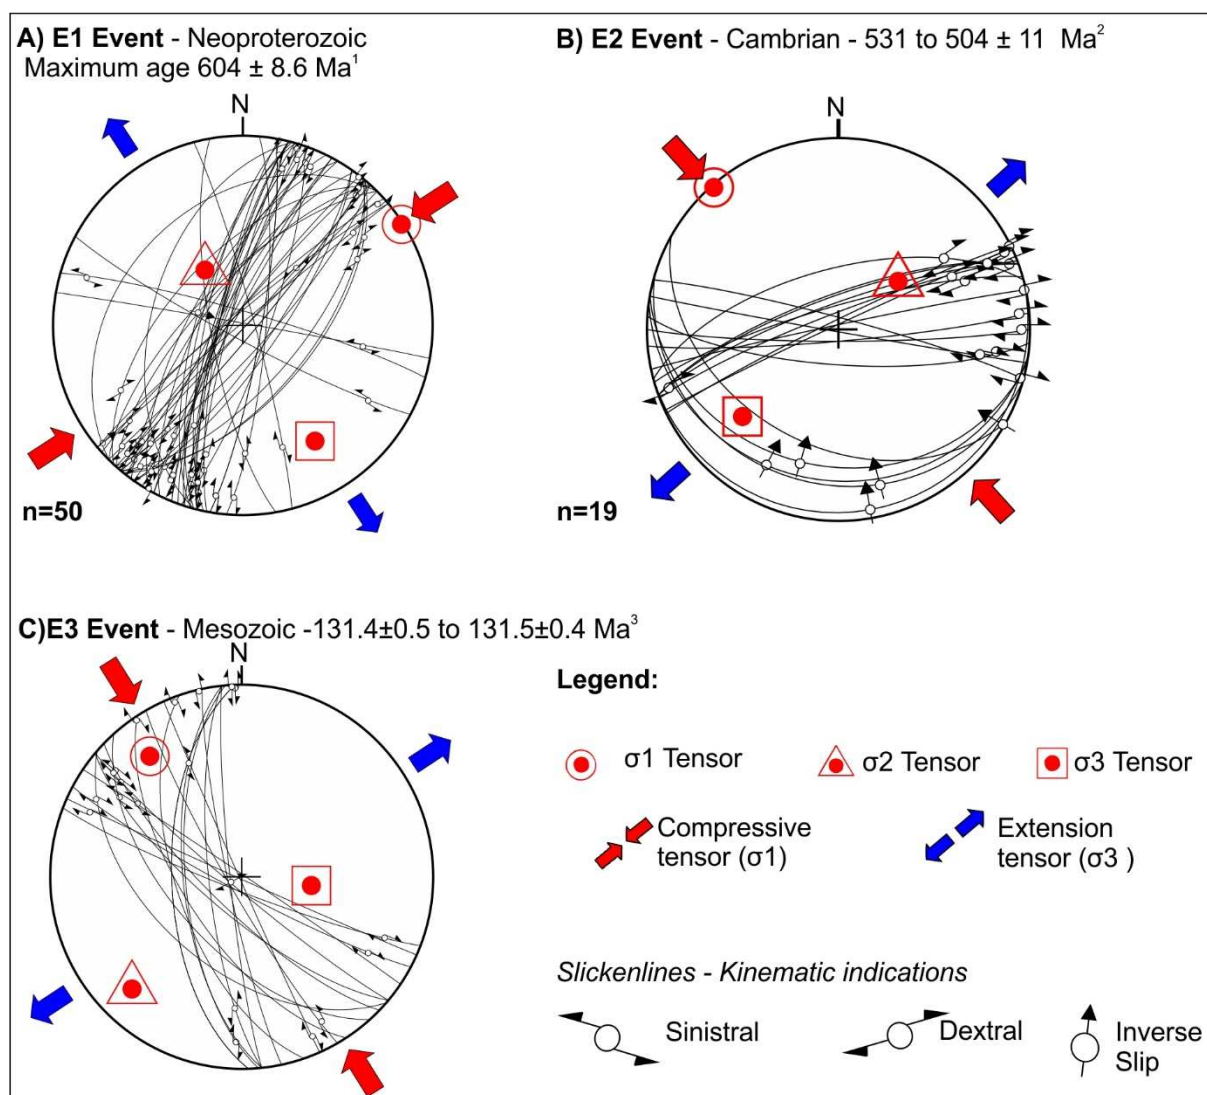 A) E1 Event - Neoproterozoic
Maximum age 604 ± 8.6 Ma¹
N
n=50
B) E2 Event - Cambrian - 531 to 504 ± 11 Ma²
N
n=19
C)E3 Event - Mesozoic -131.4±0.5 to 131.5±0.4 Ma³
N
Legend:
σ1 Tensor
σ2 Tensor
σ3 Tensor
Compressive
tensor (σ1)
Extension
tensor (σ3 )
Slickenlines - Kinematic indications
Sinistral
Dextral
Inverse
Slip